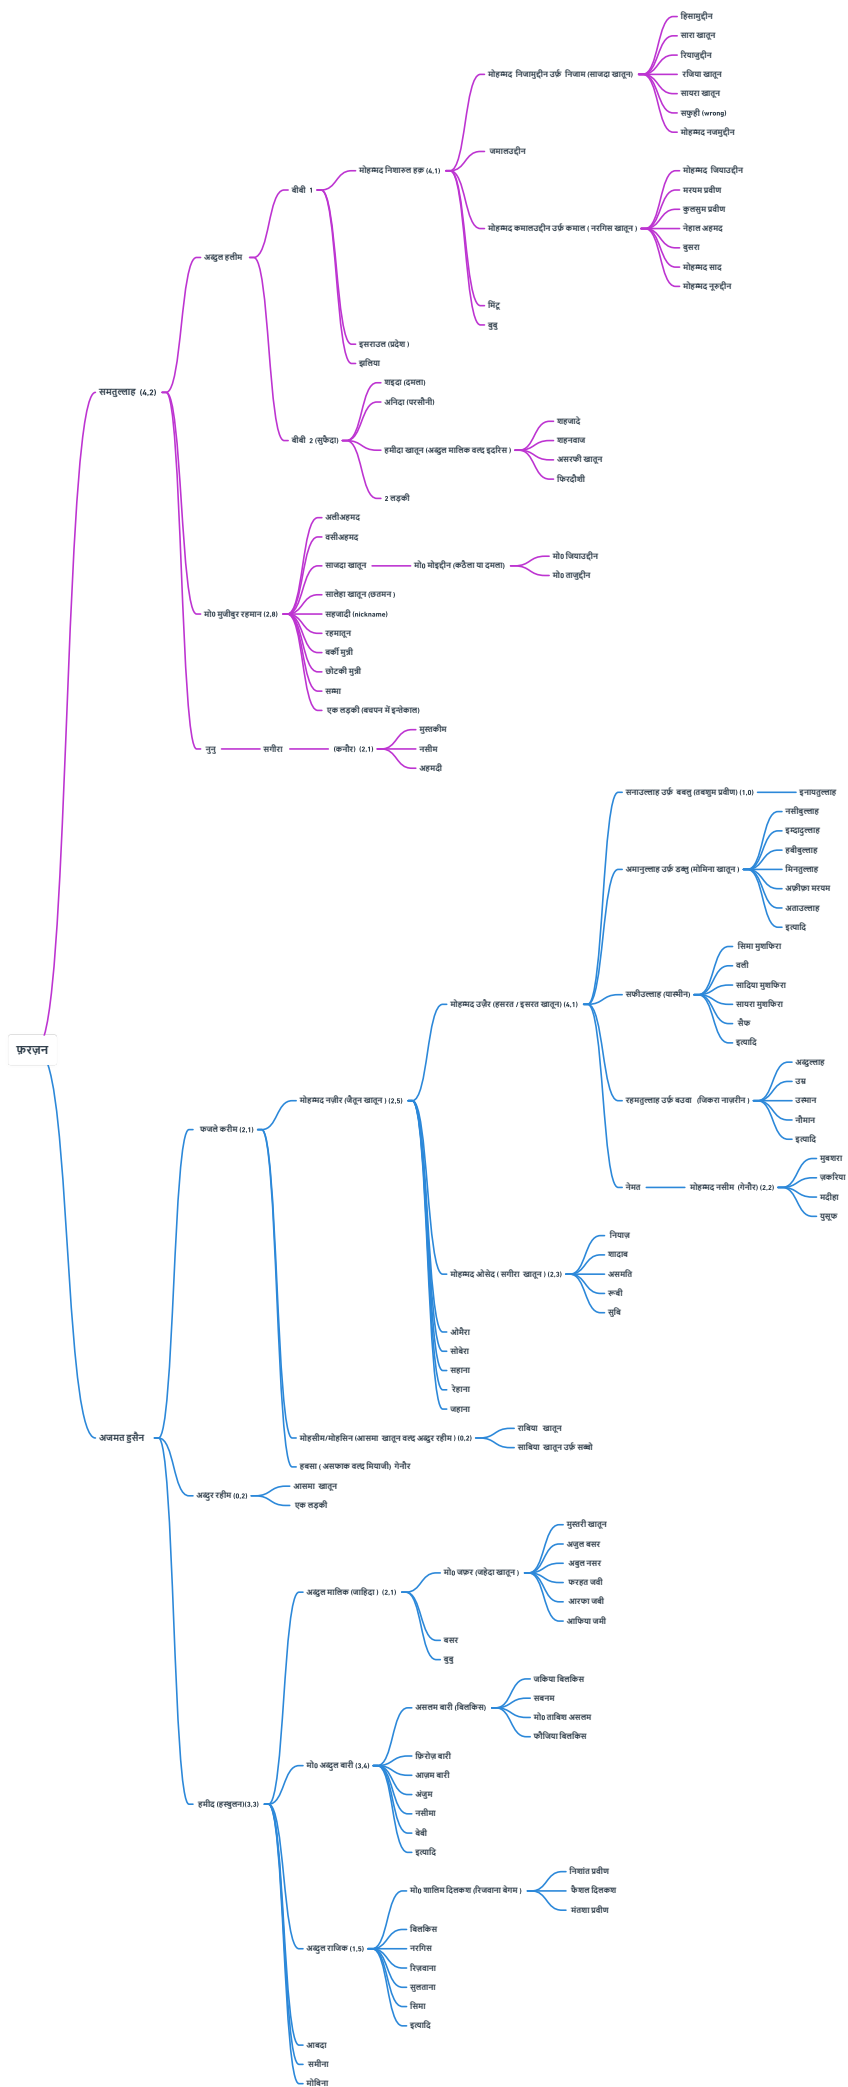 हिसामुद्दीन
सारा खातून
रियाजुद्दीन
मोहम्मद निजामुद्दीन उर्फ़ निजाम (साजदा खातून)
रजिया खातून
सायरा खातून
सफुही (wrong)
मोहम्मद नजमुद्दीन
जमालउद्दीन
मोहम्मद निशारुल हक़ (4,1)
मोहम्मद जियाउद्दीन
बीबी 1
मरयम प्रवीण
कुलसुम प्रवीण
मोहम्मद कमालउद्दीन उर्फ़ कमाल ( नरगिस खातून )
नेहाल अहमद
बुसरा
अब्दुल हलीम
मोहम्मद साद
मोहम्मद नूरुद्दीन
मिंटू
बुबु
इसराउल (प्रदेश )
झलिया
शइदा (दमला)
समतुल्लाह (4,2)
अनिदा (परसौनी)
शहजादे
बीबी 2 (सुफैदा)
शहनवाज
हमीदा खातून (अब्दुल मालिक वल्द इदरिस )
असरफी खातून
फिरदौशी
2 लड़की
अलीअहमद
वसीअहमद
मो0 जियाउद्दीन
साजदा खातून
मो0 मोइद्दीन (कठैला या दमला)
मो0 ताजुद्दीन
सालेहा खातून (छतमन )
मो0 मुजीबुर रहमान (2,8)
सहजादी (nickname)
रहमातून
बर्की मुन्नी
छोटकी मुन्नी
सम्मा
एक लड़की (बचपन में इन्तेकाल)
मुस्तकीम
नुनु
सगीरा
(कनौर) (2,1)
नसीम
अहमदी
सनाउल्लाह उर्फ़ बबलु (तबशुम प्रवीण) (1,0)
इनायतुल्लाह
नसीबुल्लाह
इम्दादुल्लाह
हबीबुल्लाह
अमानुल्लाह उर्फ़ डब्लु (मोमिना खातून )
मिनतुल्लाह
अफ़ीफ़ा मरयम
अताउल्लाह
इत्यादि
सिमा मुशफिरा
वली
सादिया मुशफिरा
सफीउल्लाह (यास्मीन)
मोहम्मद उज़ैर (हसरत / इसरत खातून) (4,1)
सायरा मुशफिरा
सैफ
इत्यादि
फ़रज़न
अब्दुल्लाह
उम्र
मोहम्मद नज़ीर (जैतून खातून ) (2,5)
रहमतुल्लाह उर्फ़ बउवा (जिकरा नाज़रीन )
उस्मान
नौमान
फजले करीम (2,1)
इत्यादि
मुबशरा
ज़करिया
नेमत
मोहम्मद नसीम (गेनौर) (2,2)
मदीहा
युसूफ
नियाज़
शादाब
मोहम्मद ओसेद ( सगीरा खातून ) (2,3)
असमति
रूबी
सुबि
ओमैरा
सोबेरा
सहाना
रेहाना
जहाना
राबिया खातून
अजमत हुसैन
मोहसीम/मोहसिन (आसमा खातून वल्द अब्दुर रहीम ) (0,2)
साबिया खातून उर्फ़ सब्बो
हबसा ( असफाक वल्द मियाजी) गेनौर
आसमा खातून
अब्दुर रहीम (0,2)
एक लड़की
मुस्तरी खातून
अजुल बसर
अबुल नसर
मो0 जफ़र (जहेदा खातून )
फरहत जवी
अब्दुल मालिक (जाहिदा ) (2,1)
आरफा जबी
आफिया जमी
बसर
बुबु
जकिया बिलकिस
सबनम
असलम बारी (बिलकिस)
मो0 ताबिश असलम
फौजिया बिलकिस
फ़िरोज़ बारी
मो0 अब्दुल बारी (3,4)
आज़म बारी
अंजुम
हमीद (हस्बुलन)(3,3)
नसीमा
बेबी
इत्यादि
निशांत प्रवीण
मो0 शालिम दिलकश (रिजवाना बेगम )
फैशल दिलकश
मंतशा प्रवीण
बिलकिस
अब्दुल राजिक (1,5)
नरगिस
रिज़वाना
सुलताना
सिमा
इत्यादि
आबदा
समीना
मोबिना